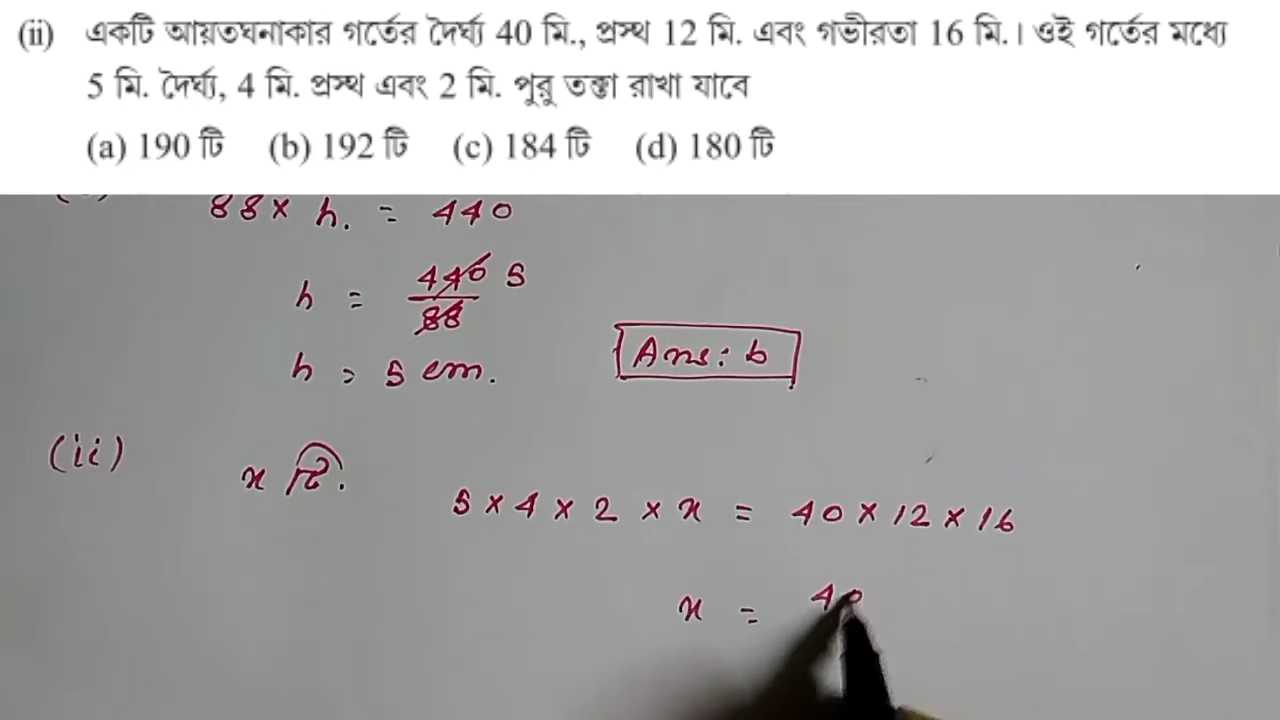 (ii) একটি আয়তঘনাকার গর্তের দৈর্ঘ্য 40 মি., প্রস্থ 12 মি. এবং গভীরতা 16 মি.। ওই গর্তের মধ্যে
5 মি. দৈর্ঘ্য, 4 মি. প্রস্থ এবং 2 মি. পুরু তক্তা রাখা যাবে
(a) 190 টি (b) 192 টি (c) 184 টি (d) 180 টি
88 × h. = 440
h = 440 5
88
h = 5 cm.
Ans: b
(ii) x টি.
5 × 4 × 2 × x = 40 × 12 × 16
x = 40